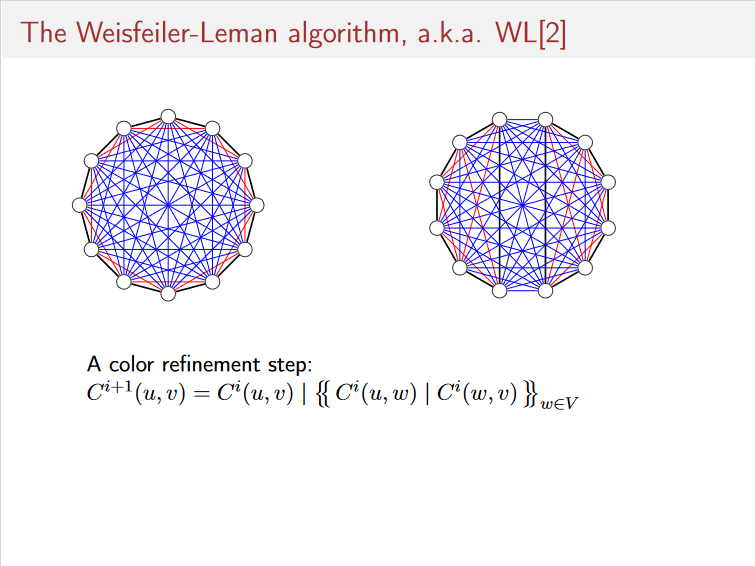 The Weisfeiler-Leman algorithm, a.k.a. WL[2]
A color refinement step:
C^{i+1}(u, v) = C^i(u, v) | {{ C^i(u, w) | C^i(w, v) }}_{w∈V}